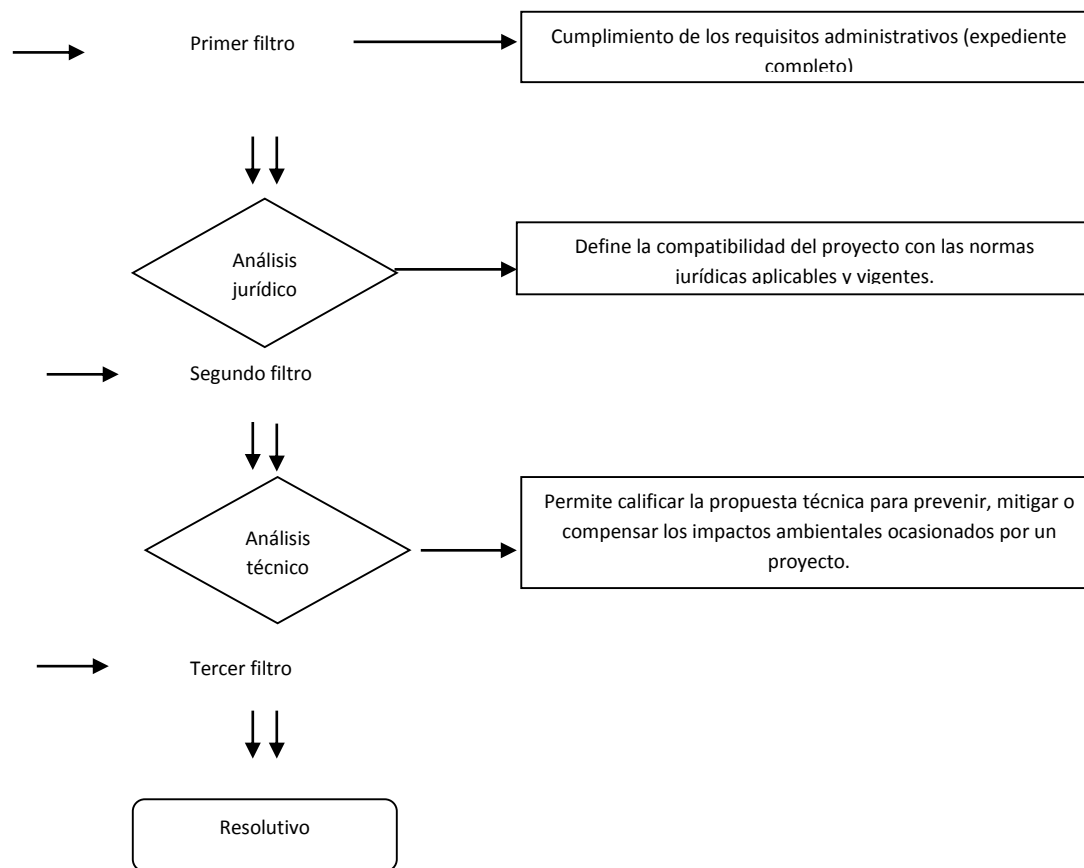 Primer filtro
Cumplimiento de los requisitos administrativos (expediente
completo)
Análisis
jurídico
Define la compatibilidad del proyecto con las normas
jurídicas aplicables y vigentes.
Segundo filtro
Análisis
técnico
Permite calificar la propuesta técnica para prevenir, mitigar o
compensar los impactos ambientales ocasionados por un
proyecto.
Tercer filtro
Resolutivo